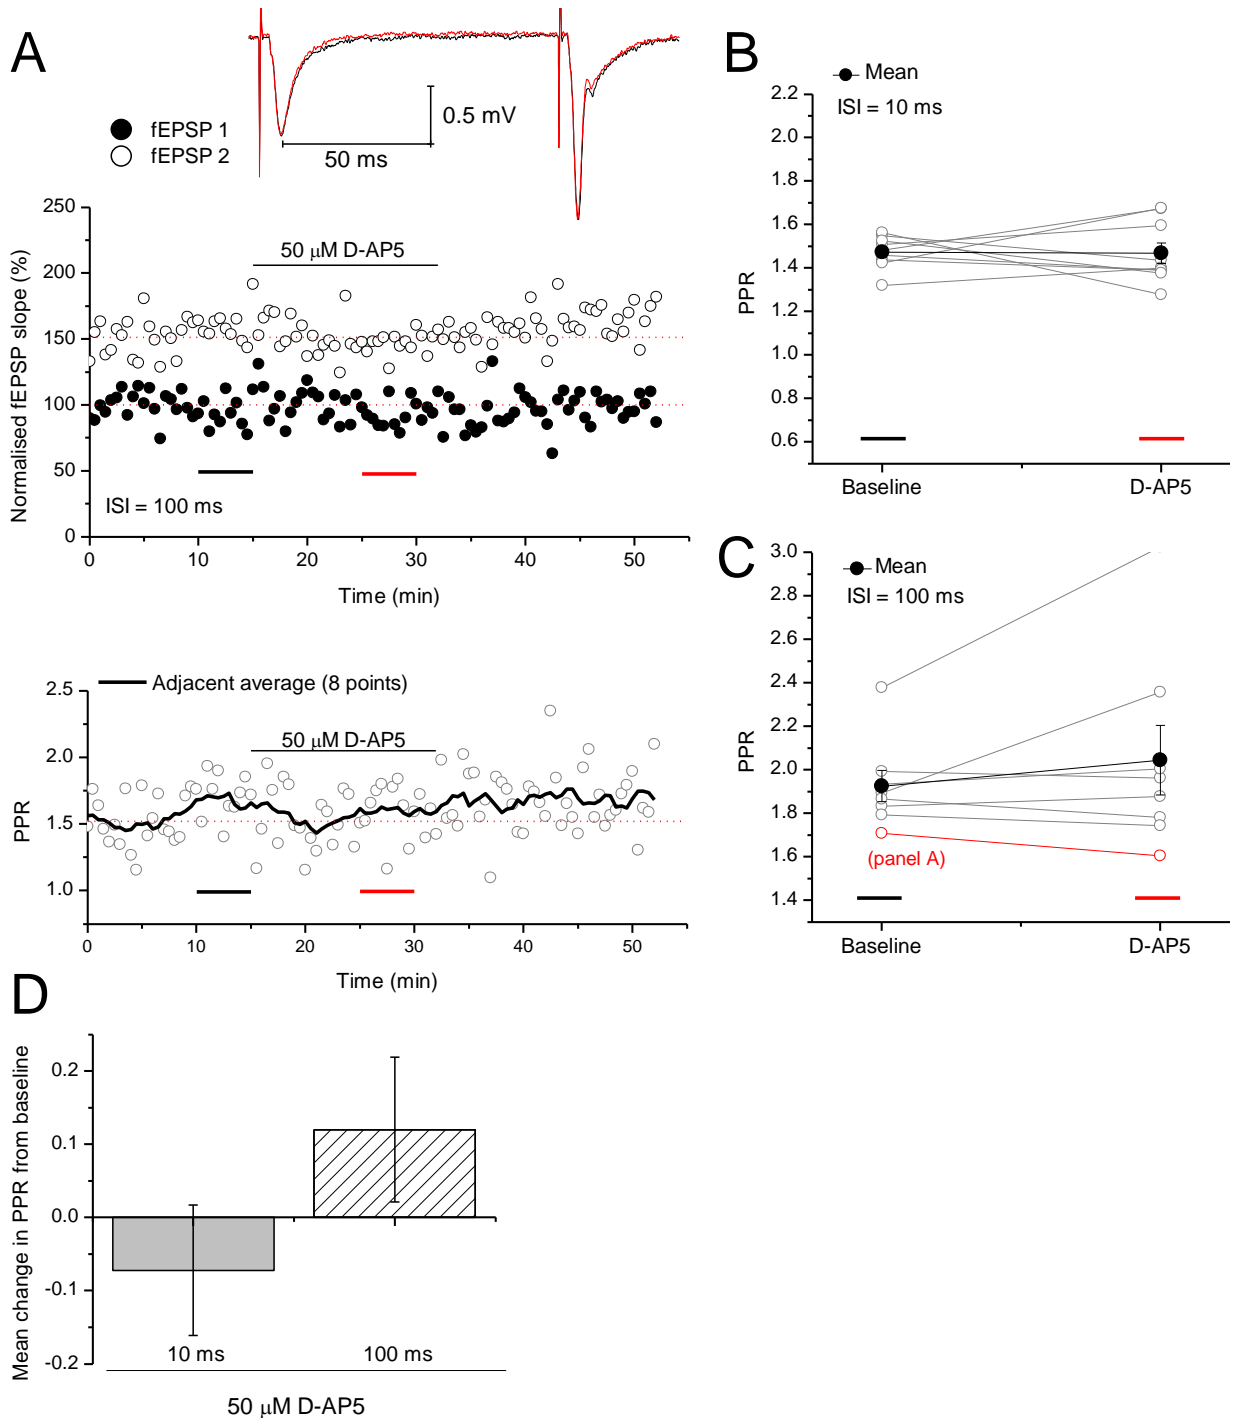 A
0.5 mV
50 ms
fEPSP 1
fEPSP 2
250
200
150
100
50
0
Normalised fEPSP slope (%)
50 μM D-AP5
ISI = 100 ms
0 10 20 30 40 50
Time (min)
Adjacent average (8 points)
2.5
2.0
1.5
1.0
PPR
50 μM D-AP5
0 10 20 30 40 50
Time (min)
B
Mean
ISI = 10 ms
2.2
2.0
1.8
1.6
1.4
1.2
1.0
0.8
0.6
PPR
Baseline D-AP5
C
Mean
ISI = 100 ms
3.0
2.8
2.6
2.4
2.2
2.0
1.8
1.6
1.4
PPR
(panel A)
Baseline D-AP5
D
0.2
0.1
0.0
-0.1
-0.2
Mean change in PPR from baseline
10 ms 100 ms
50 μM D-AP5